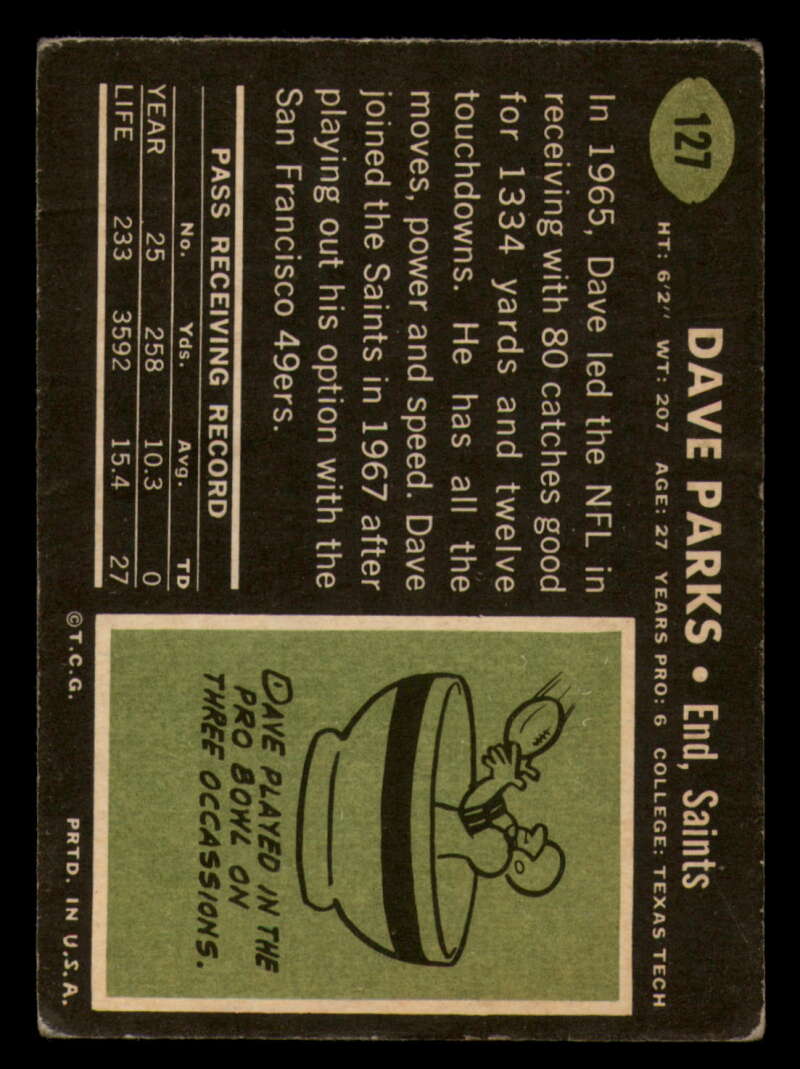 127
DAVE PARKS • End, Saints
HT: 6'2" WT: 207 AGE: 27 YEARS PRO: 6 COLLEGE: TEXAS TECH
In 1965, Dave led the NFL in
receiving with 80 catches good
for 1334 yards and twelve
touchdowns. He has all the
moves, power and speed. Dave
joined the Saints in 1967 after
playing out his option with the
San Francisco 49ers.
PASS RECEIVING RECORD
No. Yds. Avg. TD
YEAR 25 258 10.3 0
LIFE 233 3592 15.4 27
DAVE PLAYED IN THE
PRO BOWL ON
THREE OCCASSIONS.
©T.C.G. PRTD. IN U.S.A.